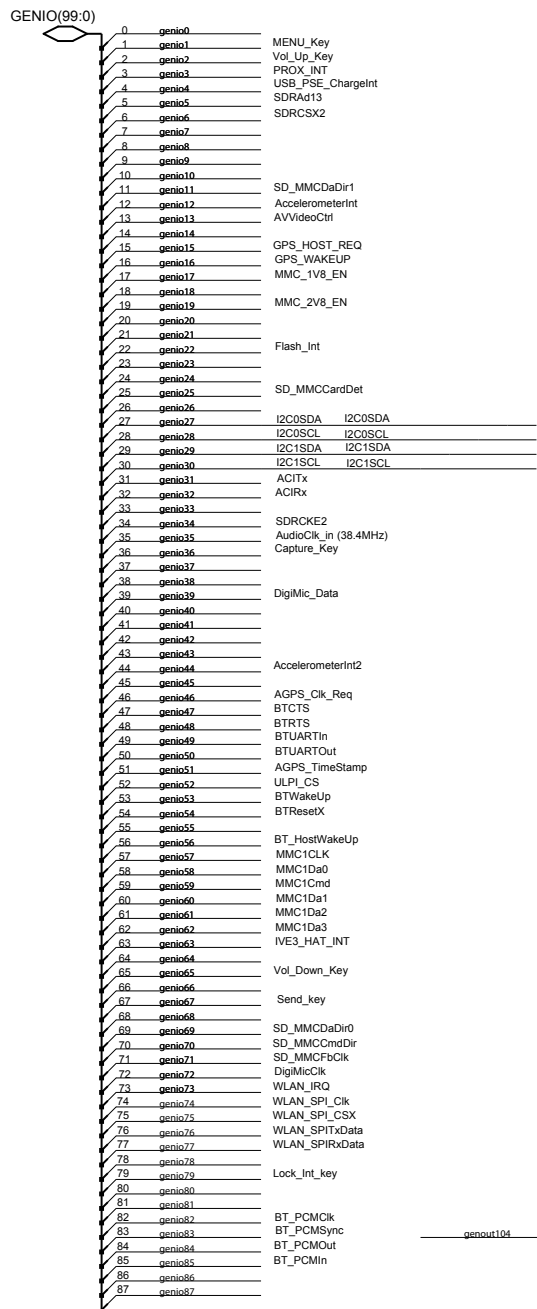 GENIO(99:0)
0 genio0
1 genio1 MENU_Key
2 genio2 Vol_Up_Key
3 genio3 PROX_INT
4 genio4 USB_PSE_ChargeInt
5 genio5 SDRAd13
6 genio6 SDRCSX2
7 genio7
8 genio8
9 genio9
10 genio10
11 genio11 SD_MMCDaDir1
12 genio12 AccelerometerInt
13 genio13 AVVideoCtrl
14 genio14
15 genio15 GPS_HOST_REQ
16 genio16 GPS_WAKEUP
17 genio17 MMC_1V8_EN
18 genio18
19 genio19 MMC_2V8_EN
20 genio20
21 genio21
22 genio22 Flash_Int
23 genio23
24 genio24
25 genio25 SD_MMCCardDet
26 genio26
27 genio27 I2C0SDA I2C0SDA
28 genio28 I2C0SCL I2C0SCL
29 genio29 I2C1SDA I2C1SDA
30 genio30 I2C1SCL I2C1SCL
31 genio31 ACITx
32 genio32 ACIRx
33 genio33
34 genio34 SDRCKE2
35 genio35 AudioClk_in (38.4MHz)
36 genio36 Capture_Key
37 genio37
38 genio38
39 genio39 DigiMic_Data
40 genio40
41 genio41
42 genio42
43 genio43
44 genio44 AccelerometerInt2
45 genio45
46 genio46 AGPS_Clk_Req
47 genio47 BTCTS
48 genio48 BTRTS
49 genio49 BTUARTIn
50 genio50 BTUARTOut
51 genio51 AGPS_TimeStamp
52 genio52 ULPI_CS
53 genio53 BTWakeUp
54 genio54 BTResetX
55 genio55
56 genio56 BT_HostWakeUp
57 genio57 MMC1CLK
58 genio58 MMC1Da0
59 genio59 MMC1Cmd
60 genio60 MMC1Da1
61 genio61 MMC1Da2
62 genio62 MMC1Da3
63 genio63 IVE3_HAT_INT
64 genio64
65 genio65 Vol_Down_Key
66 genio66
67 genio67 Send_key
68 genio68
69 genio69 SD_MMCDaDir0
70 genio70 SD_MMCCmdDir
71 genio71 SD_MMCFbClk
72 genio72 DigiMicClk
73 genio73 WLAN_IRQ
74 genio74 WLAN_SPI_Clk
75 genio75 WLAN_SPI_CSX
76 genio76 WLAN_SPITxData
77 genio77 WLAN_SPIRxData
78 genio78
79 genio79 Lock_Int_key
80 genio80
81 genio81
82 genio82 BT_PCMClk
83 genio83 BT_PCMSync genout104
84 genio84 BT_PCMOut
85 genio85 BT_PCMIn
86 genio86
87 genio87